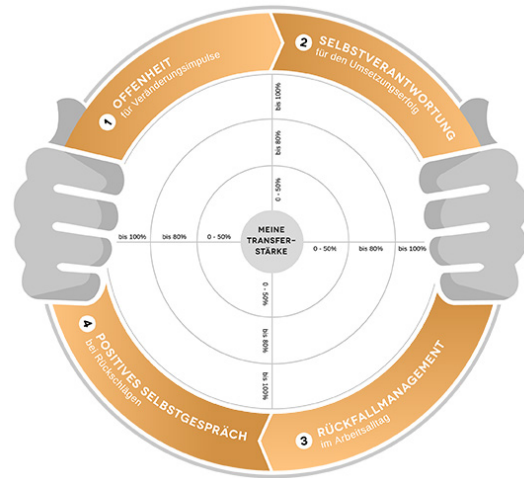 1 OFFENHEIT
für Veränderungsimpulse
2 SELBSTVERANTWORTUNG
für den Umsetzungserfolg
bis 100%
bis 80%
0 - 50%
bis 100%
bis 80%
0 - 50%
MEINE
TRANSFER-
STÄRKE
0 - 50%
bis 80%
bis 100%
0 - 50%
bis 80%
bis 100%
4 POSITIVES SELBSTGESPRÄCH
bei Rückschlägen
3 RÜCKFALLMANAGEMENT
im Arbeitsalltag